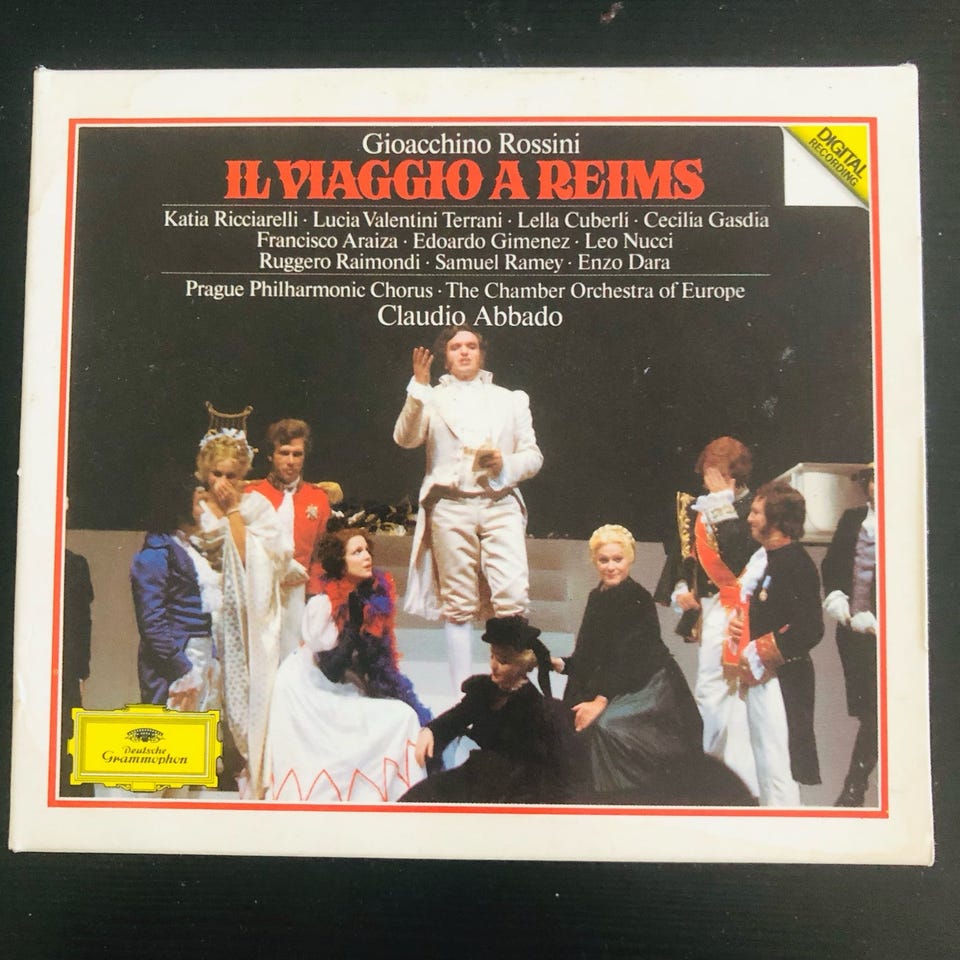 Gioacchino Rossini
IL VIAGGIO A REIMS
DIGITAL
RECORDING
Katia Ricciarelli · Lucia Valentini Terrani · Lella Cuberli · Cecilia Gasdia
Francisco Araiza · Edoardo Gimenez · Leo Nucci
Ruggero Raimondi · Samuel Ramey · Enzo Dara
Prague Philharmonic Chorus · The Chamber Orchestra of Europe
Claudio Abbado
Deutsche
Grammophon